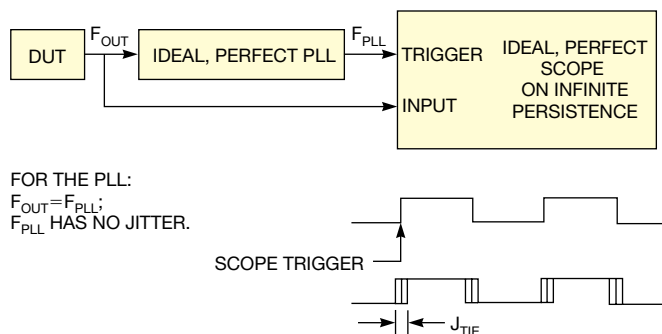 DUT
F_OUT
IDEAL, PERFECT PLL
F_PLL
TRIGGER
INPUT
IDEAL, PERFECT
SCOPE
ON INFINITE
PERSISTENCE
FOR THE PLL:
F_OUT=F_PLL;
F_PLL HAS NO JITTER.
SCOPE TRIGGER
J_TIE